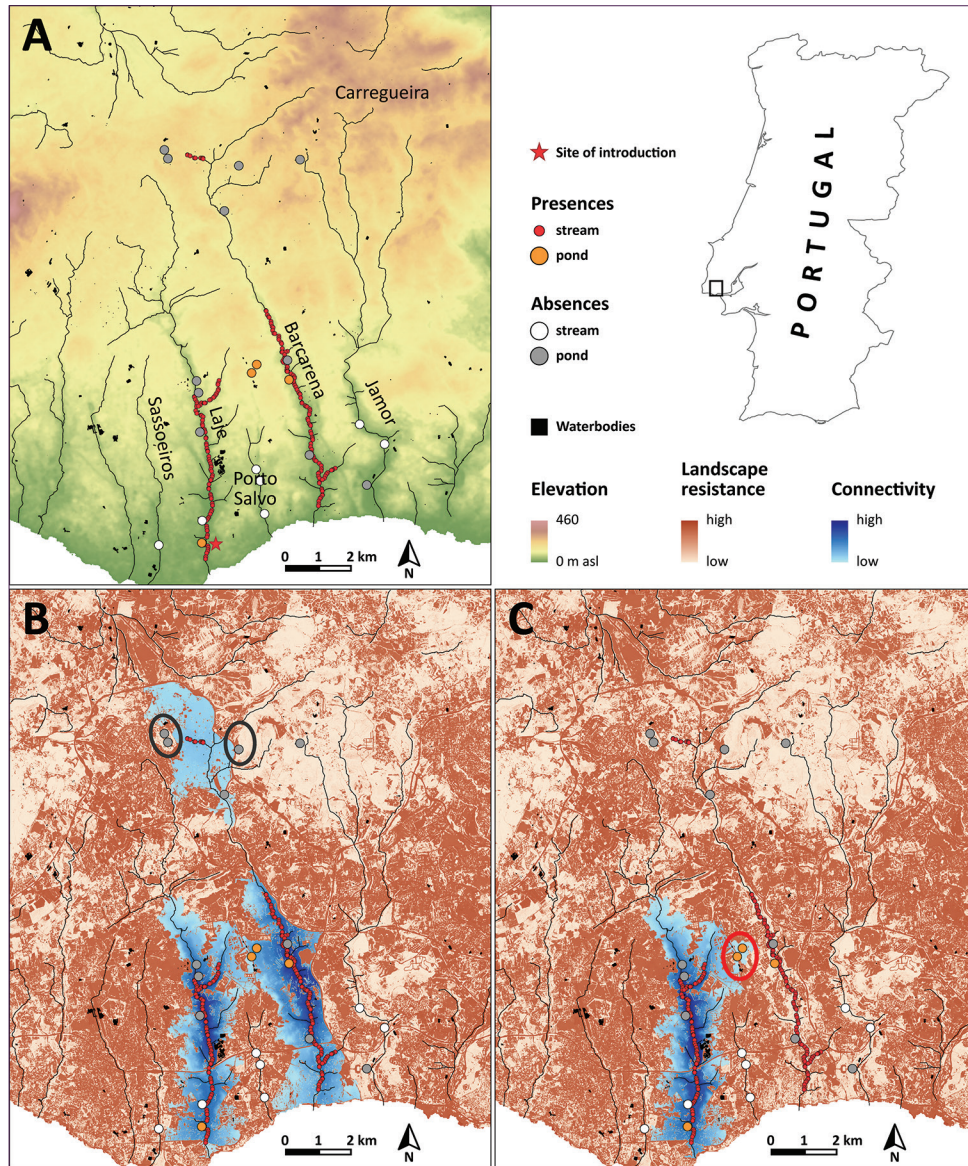 A
Carregueira
Barcarena
Jamor
Sassoeiros
Laje
Porto
Salvo
0 1 2 km
N
PORTUGAL
Site of introduction
Presences
stream
pond
Absences
stream
pond
Waterbodies
Elevation
460
0 m asl
Landscape
resistance
high
low
Connectivity
high
low
B
0 1 2 km
N
C
0 1 2 km
N